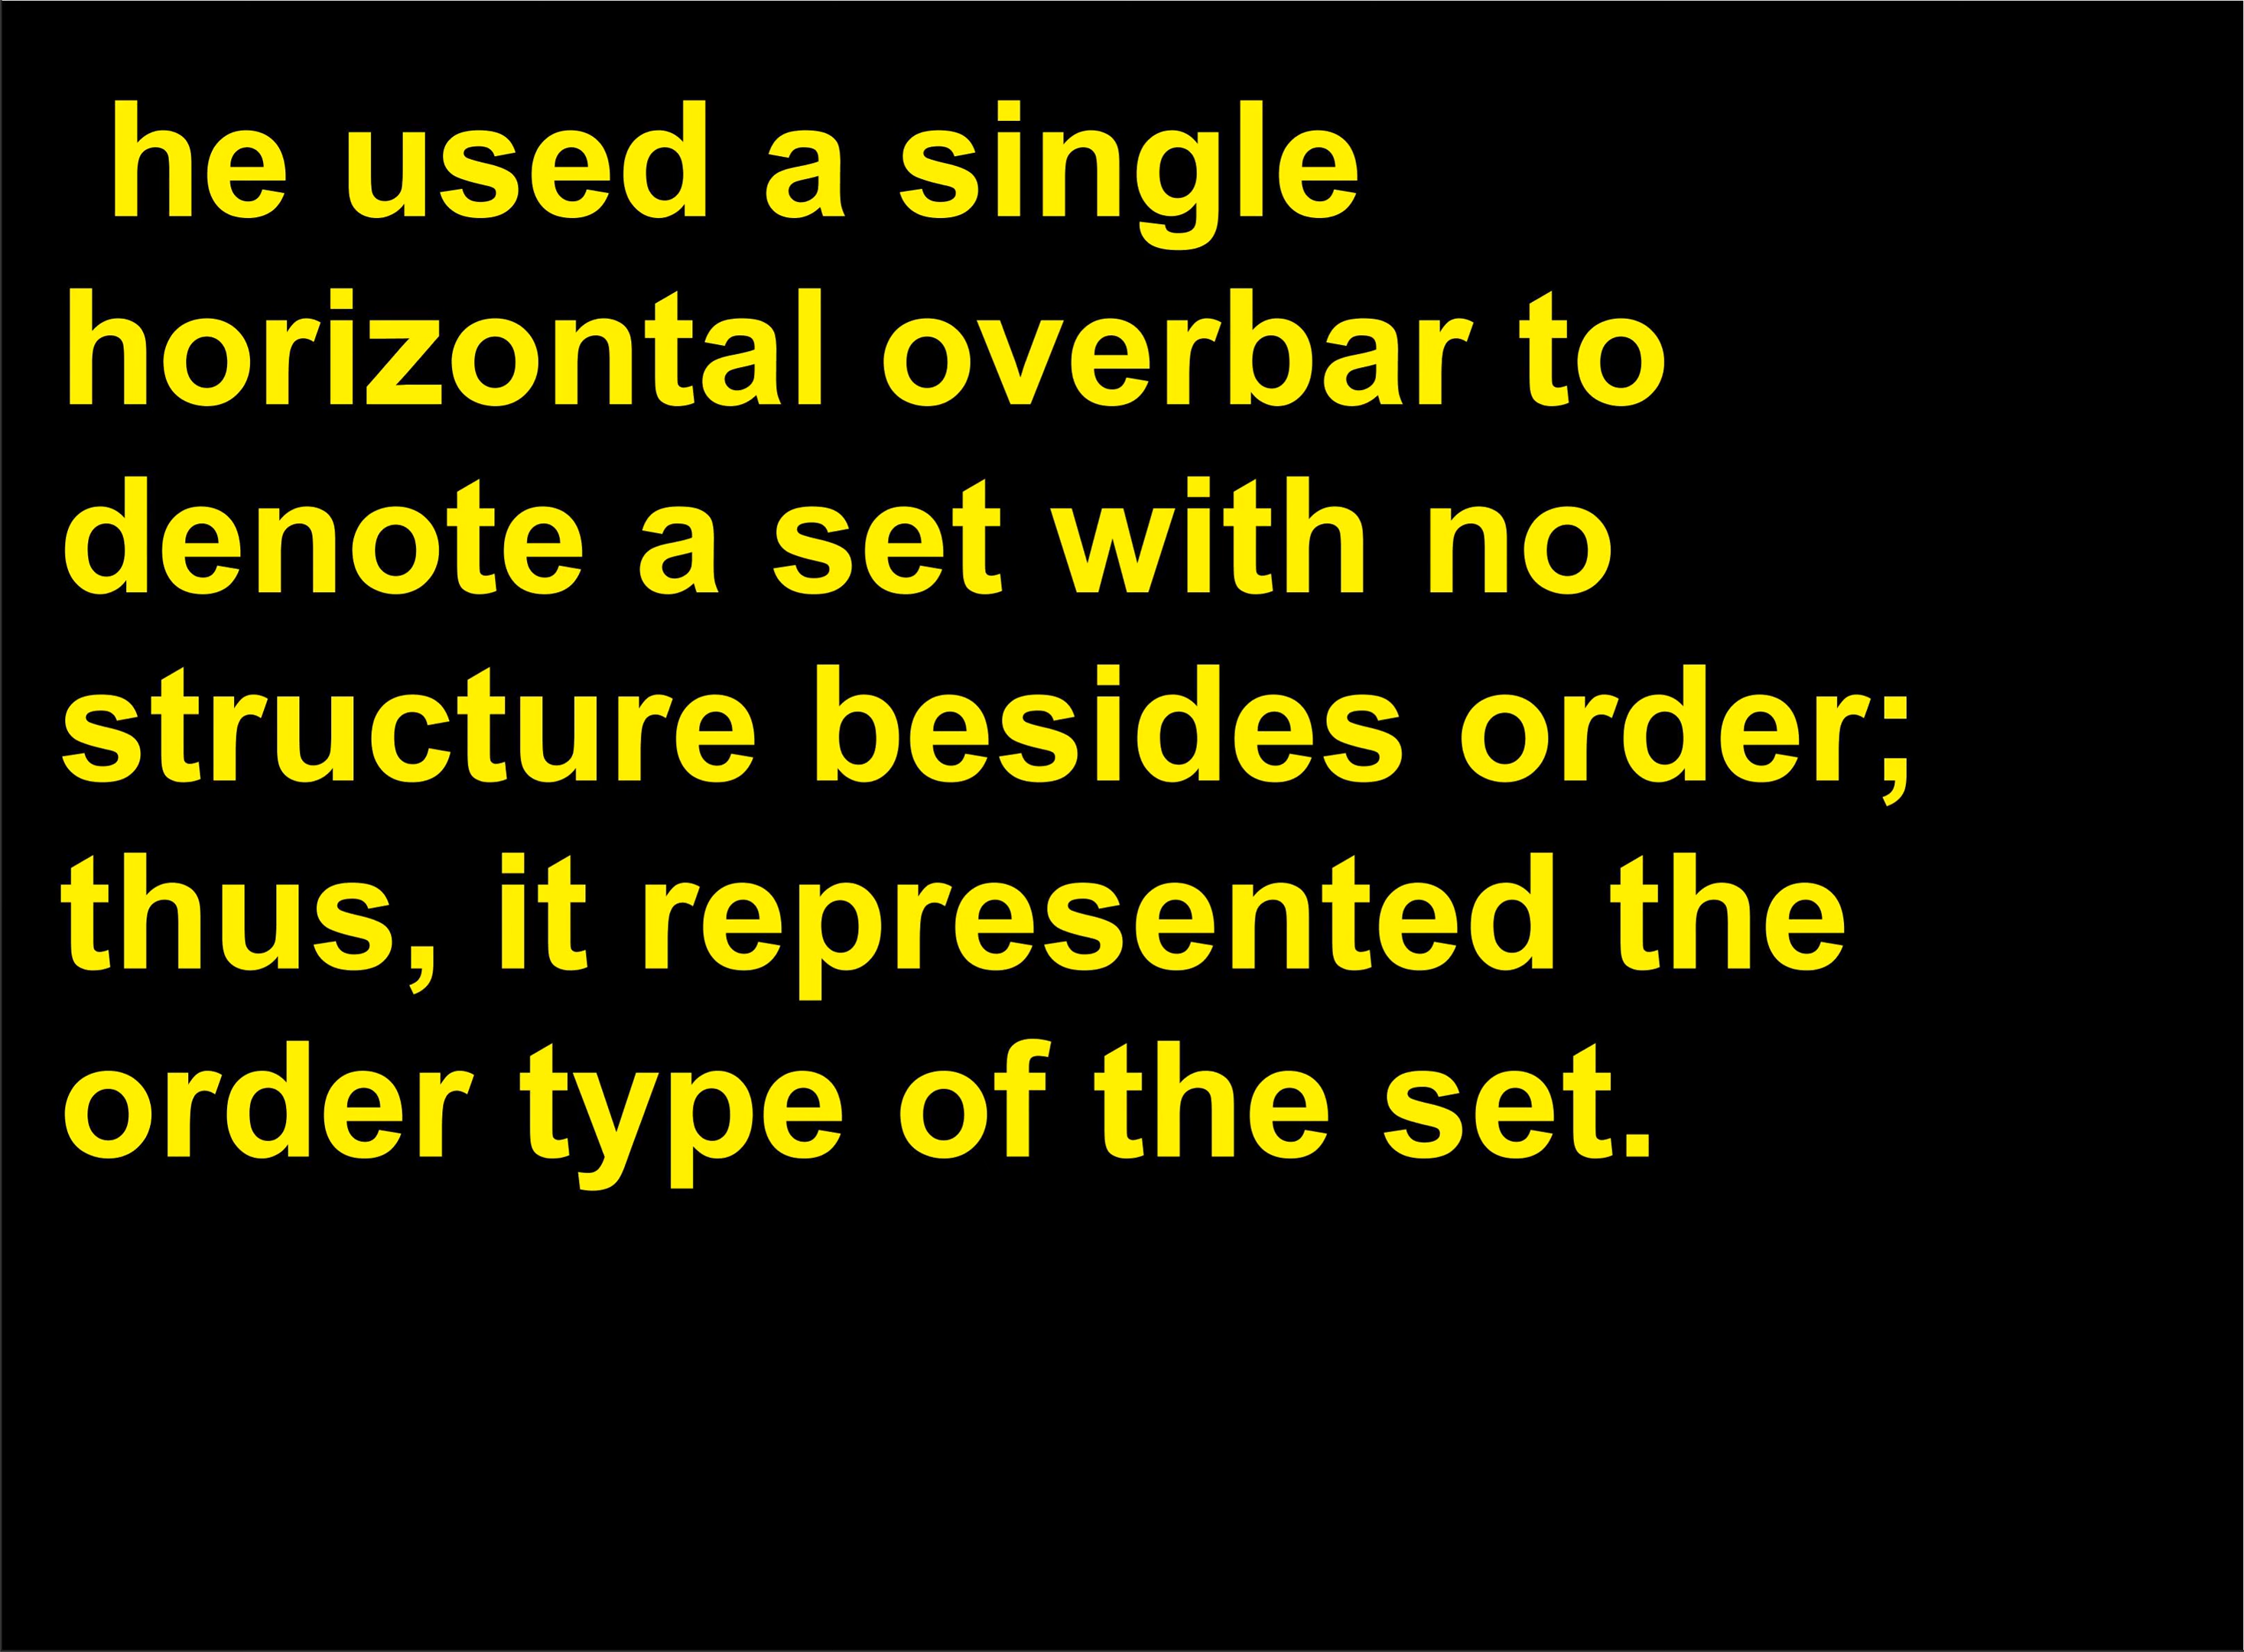 he used a single
horizontal overbar to
denote a set with no
structure besides order;
thus, it represented the
order type of the set.